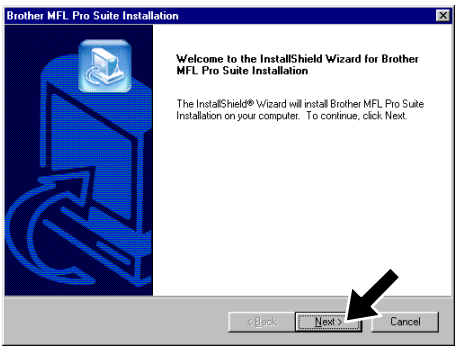 Brother MFL Pro Suite Installation
Welcome to the InstallShield Wizard for Brother
MFL Pro Suite Installation
The InstallShield® Wizard will install Brother MFL Pro Suite
Installation on your computer. To continue, click Next.
< Back
Next >
Cancel